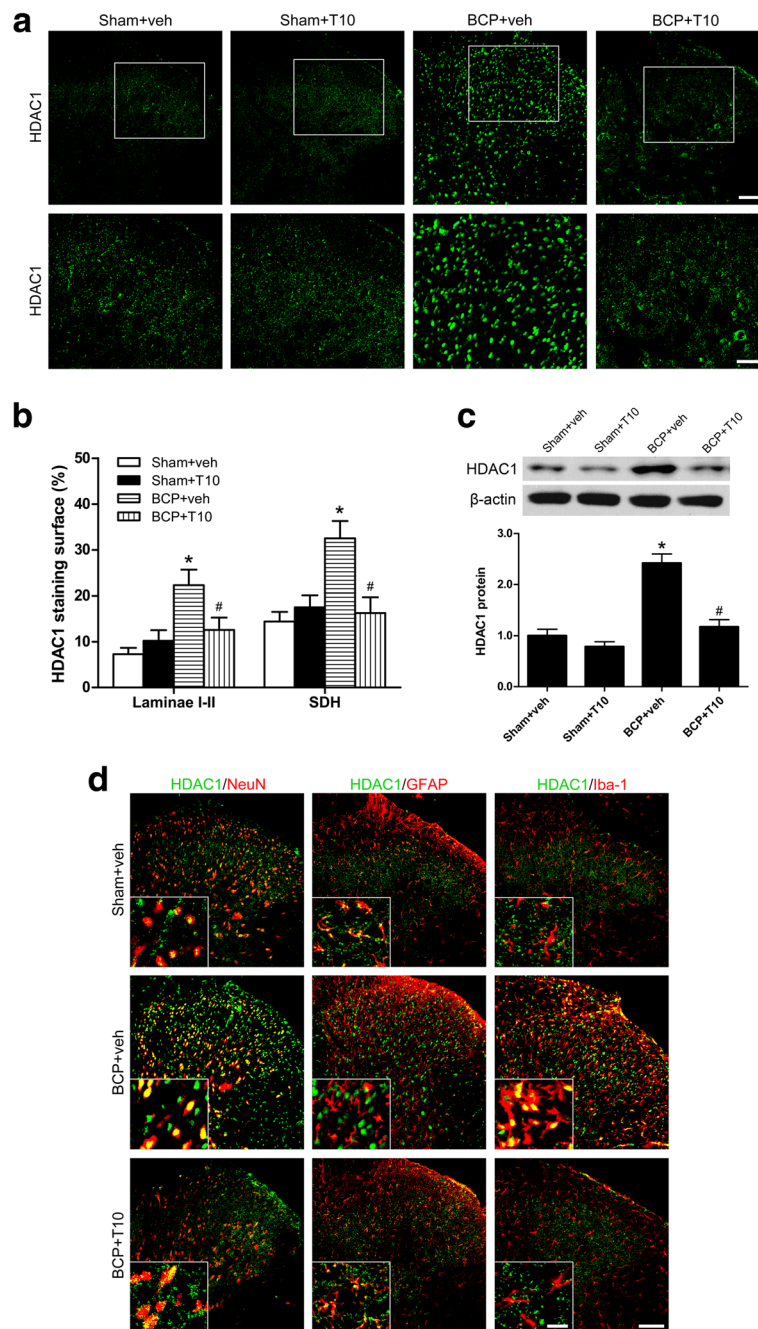 a
Sham+veh Sham+T10 BCP+veh BCP+T10
HDAC1
HDAC1
b
HDAC1 staining surface (%)
50
40
30
20
10
0
Sham+veh
Sham+T10
BCP+veh
BCP+T10
* # * #
Laminae I-II SDH
c
Sham+veh Sham+T10 BCP+veh BCP+T10
HDAC1
β-actin
HDAC1 protein
3.0
2.0
1.0
0.0
* #
Sham+veh Sham+T10 BCP+veh BCP+T10
d
HDAC1/NeuN HDAC1/GFAP HDAC1/Iba-1
Sham+veh
BCP+veh
BCP+T10